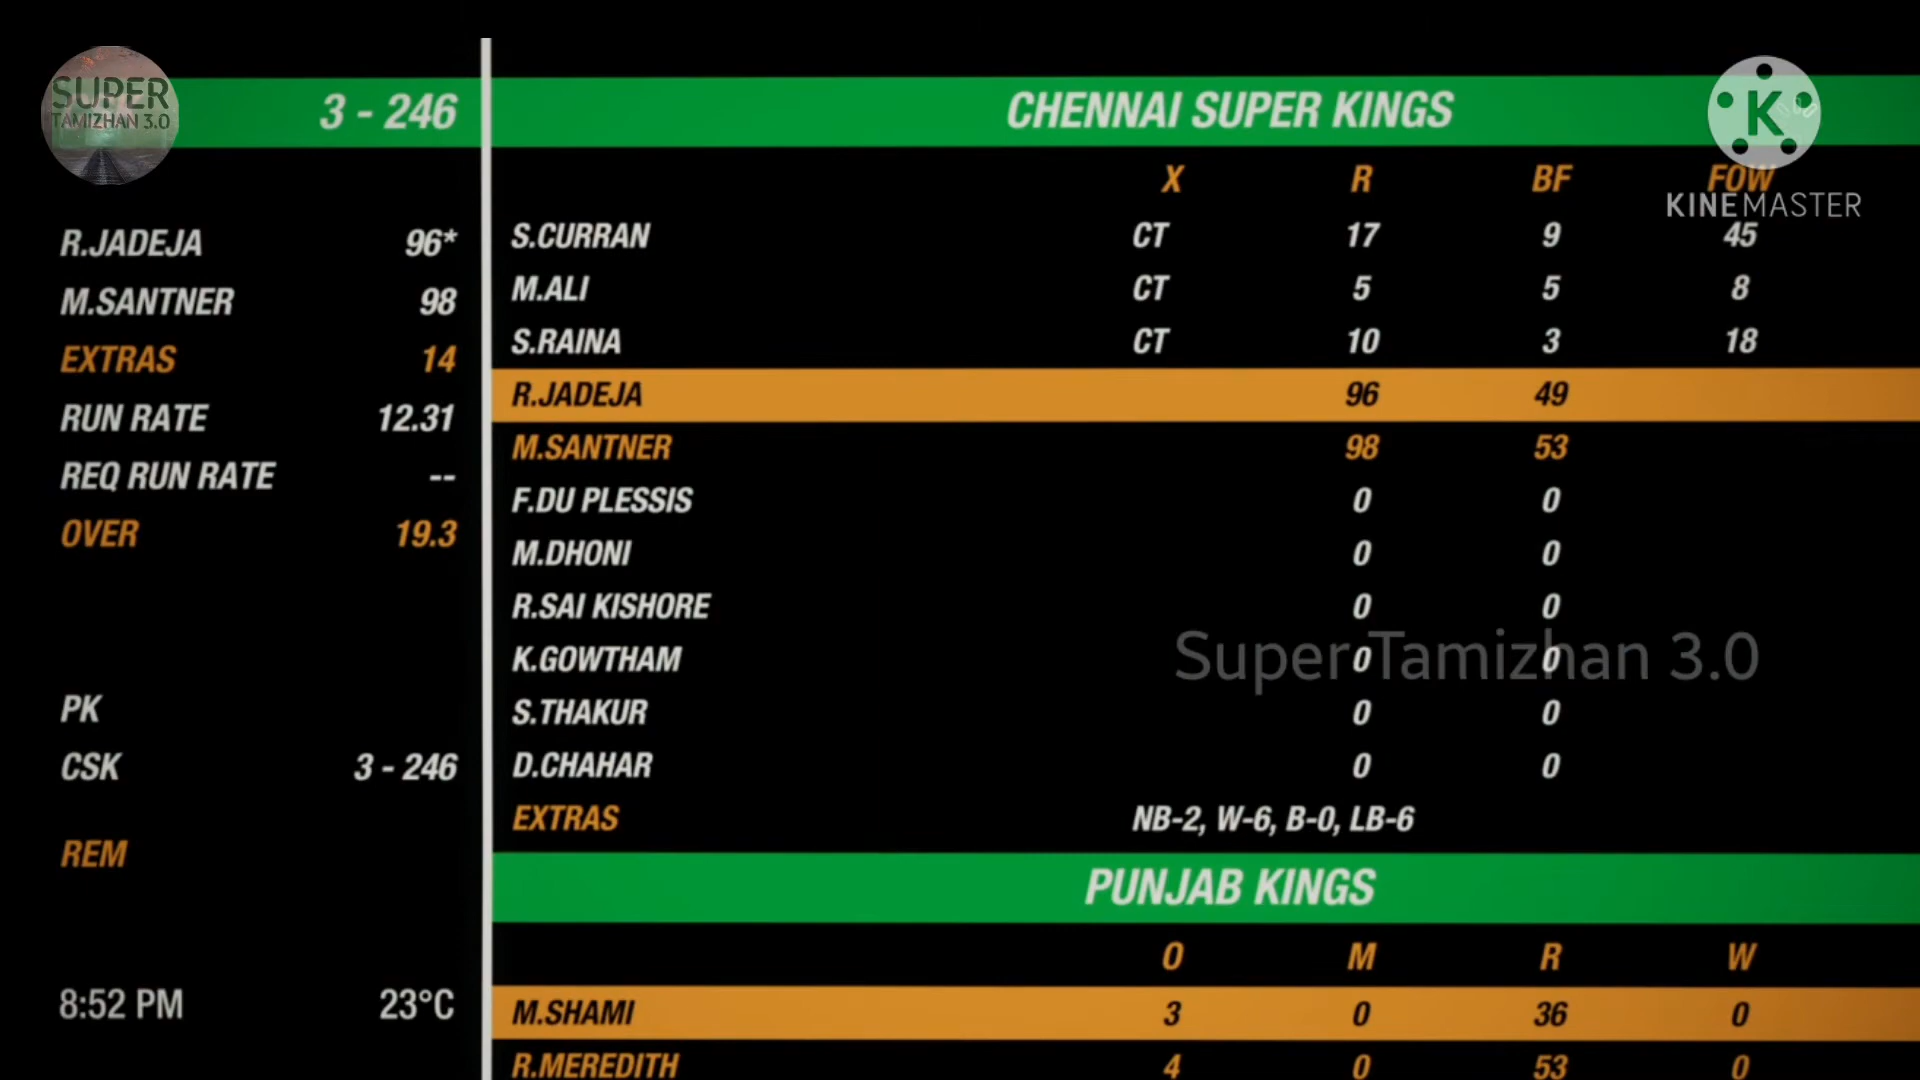 SUPER
TAMIZHAN 3.0
3 - 246
R.JADEJA 96*
M.SANTNER 98
EXTRAS 14
RUN RATE 12.31
REQ RUN RATE --
OVER 19.3
PK
CSK 3 - 246
REM
8:52 PM 23°C
CHENNAI SUPER KINGS
K
KINEMASTER
X R BF FOW
S.CURRAN CT 17 9 45
M.ALI CT 5 5 8
S.RAINA CT 10 3 18
R.JADEJA 96 49
M.SANTNER 98 53
F.DU PLESSIS 0 0
M.DHONI 0 0
R.SAI KISHORE 0 0
K.GOWTHAM 0 0
Super Tamizhan 3.0
S.THAKUR 0 0
D.CHAHAR 0 0
EXTRAS NB-2, W-6, B-0, LB-6
PUNJAB KINGS
O M R W
M.SHAMI 3 0 36 0
R.MEREDITH 4 0 53 0